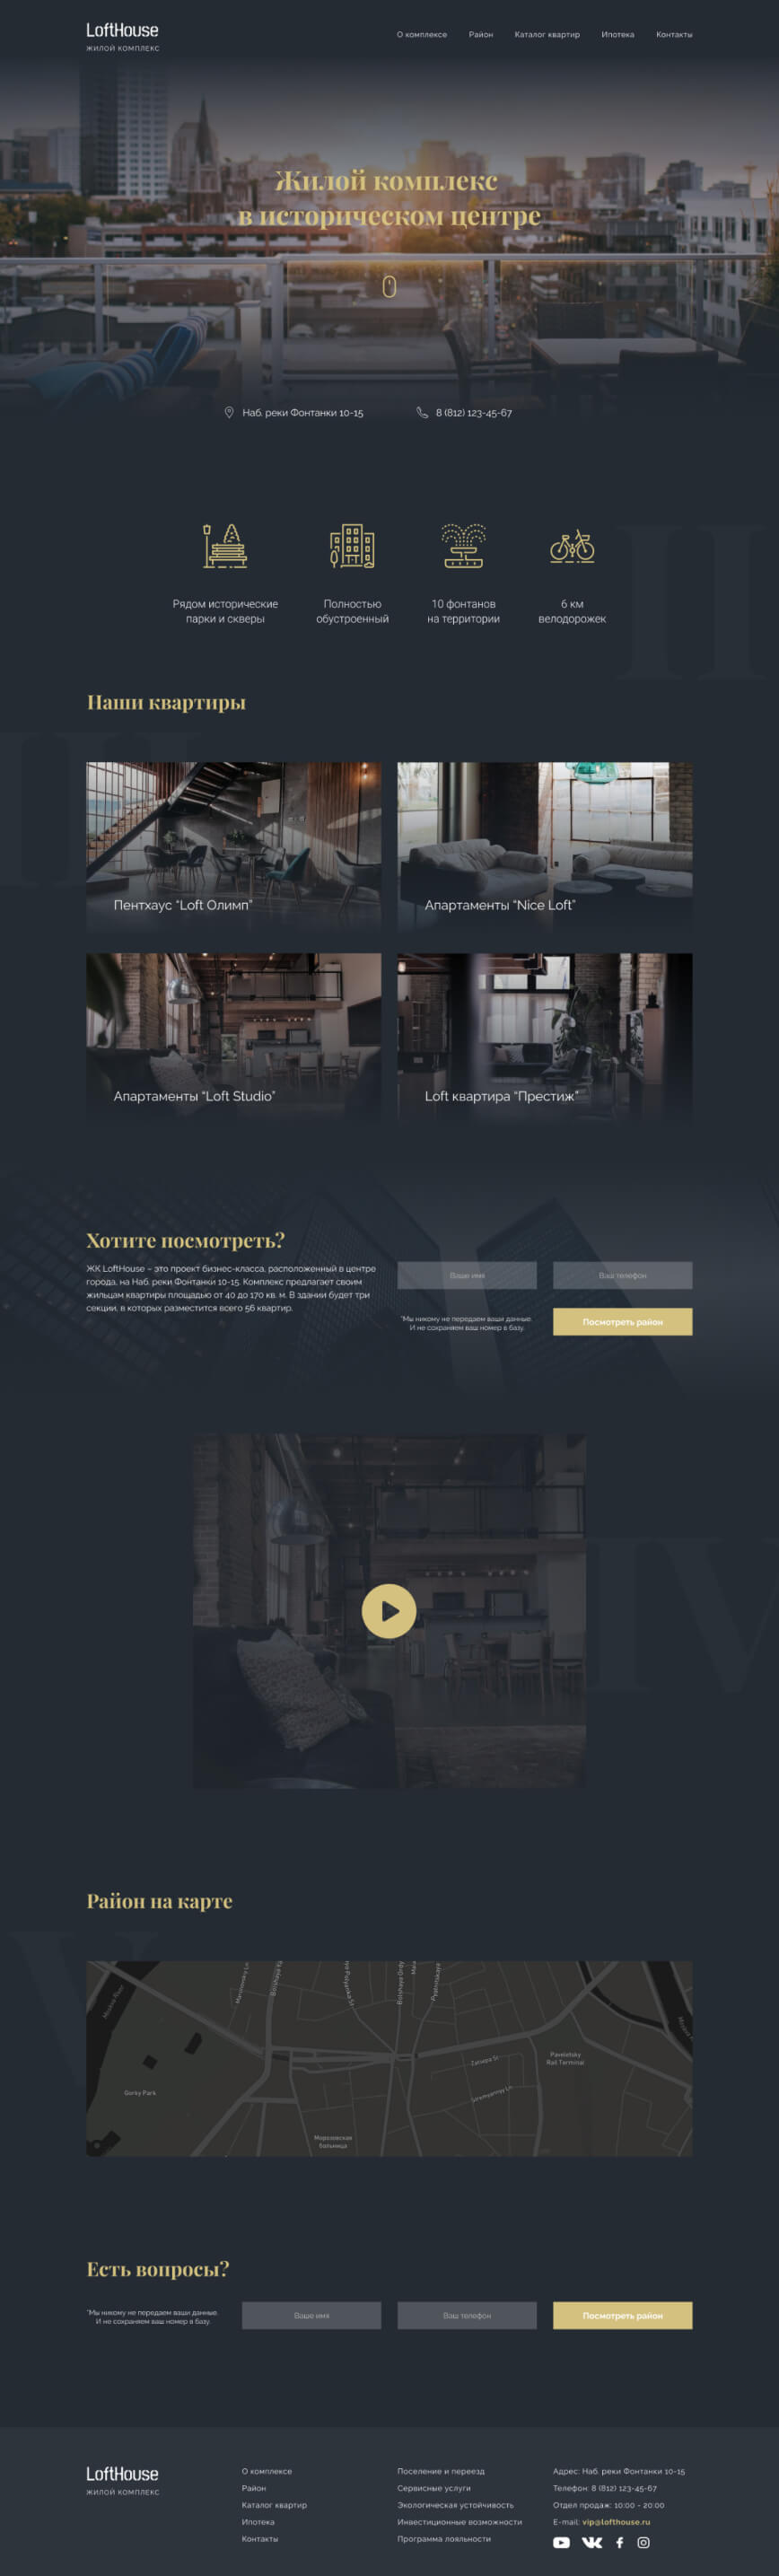 LoftHouse
ЖИЛОЙ КОМПЛЕКС
О комплексе
Район
Каталог квартир
Ипотека
Контакты
Жилой комплекс
в историческом центре
Наб. реки Фонтанки 10-15
8 (812) 123-45-67
II
Рядом исторические
парки и скверы
Полностью
обустроенный
10 фонтанов
на территории
6 км
велодорожек
Наши квартиры
III
Пентхаус "Loft Олимп"
Апартаменты "Nice Loft"
Апартаменты "Loft Studio"
Loft квартира "Престиж"
Хотите посмотреть?
ЖК LoftHouse – это проект бизнес-класса, расположенный в центре
города, на Наб. реки Фонтанки 10-15. Комплекс предлагает своим
жильцам квартиры площадью от 40 до 170 кв. м. В здании будет три
секции, в которых разместится всего 56 квартир.
Ваше имя
Ваш телефон
*Мы никому не передаем ваши данные.
И не сохраняем ваш номер в базу.
Посмотреть район
IV
Район на карте
V
Gorky Park
Zatsepa St
Stremyannyy Ln
Paveletsky
Rail Terminal
Морозовская
больница
Есть вопросы?
*Мы никому не передаем ваши данные.
И не сохраняем ваш номер в базу.
Ваше имя
Ваш телефон
Посмотреть район
LoftHouse
ЖИЛОЙ КОМПЛЕКС
О комплексе
Район
Каталог квартир
Ипотека
Контакты
Поселение и переезд
Сервисные услуги
Экологическая устойчивость
Инвестиционные возможности
Программа лояльности
Адрес: Наб. реки Фонтанки 10-15
Телефон: 8 (812) 123-45-67
Отдел продаж: 10:00 - 20:00
E-mail: vip@lofthouse.ru